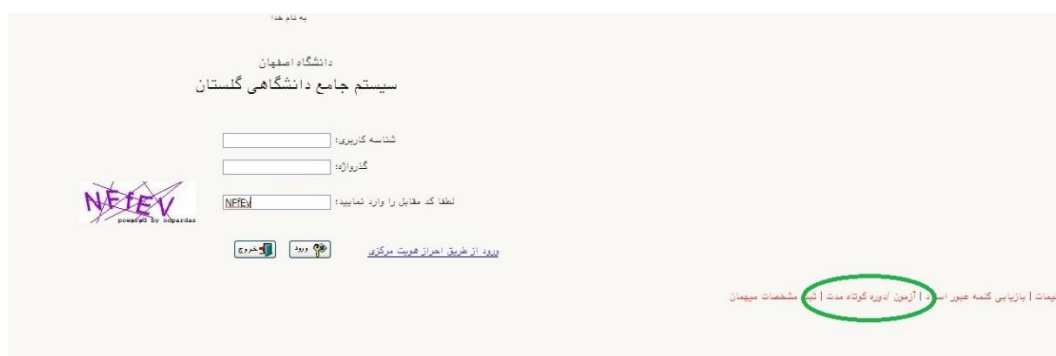 به نام خدا
دانشگاه اصفهان
سیستم جامع دانشگاهی گلستان
شناسه کاربری:
گذرواژه:
لطفا کد مقابل را وارد نمایید:
NFfEv
NEfEV
powered by nopardaz
ورود از طریق احراز هویت مرکزی
ورود
خروج
بازیابی کلمه عبور | آزمون /دوره کوتاه مدت | ثبت مشخصات میهمان